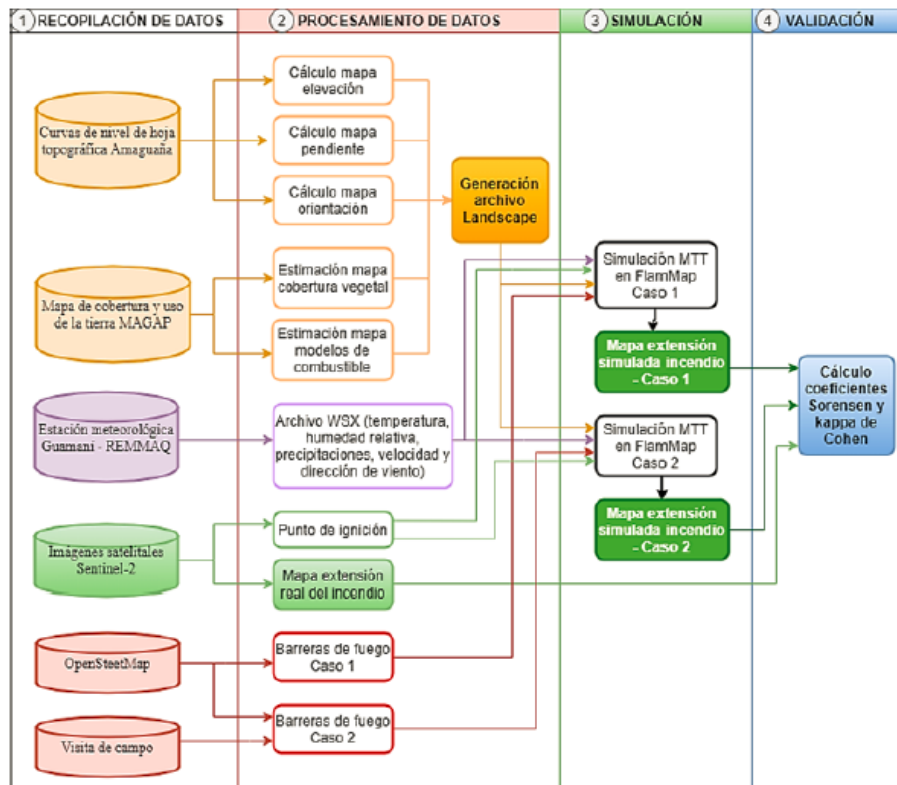 1 RECOPILACIÓN DE DATOS
2 PROCESAMIENTO DE DATOS
3 SIMULACIÓN
4 VALIDACIÓN
Curvas de nivel de hoja
topográfica Amaguaña
Mapa de cobertura y uso
de la tierra MAGAP
Estación meteorológica
Guamaní - REMMAQ
Imágenes satelitales
Sentinel-2
OpenSteetMap
Visita de campo
Cálculo mapa
elevación
Cálculo mapa
pendiente
Cálculo mapa
orientación
Estimación mapa
cobertura vegetal
Estimación mapa
modelos de
combustible
Archivo WSX (temperatura,
humedad relativa,
precipitaciones, velocidad y
dirección de viento)
Punto de ignición
Mapa extensión
real del incendio
Barreras de fuego
Caso 1
Barreras de fuego
Caso 2
Generación
archivo
Landscape
Simulación MTT
en FlamMap
Caso 1
Mapa extensión
simulada incendio
- Caso 1
Simulación MTT
en FlamMap
Caso 2
Mapa extensión
simulada incendio
- Caso 2
Cálculo
coeficientes
Sorensen y
kappa de
Cohen